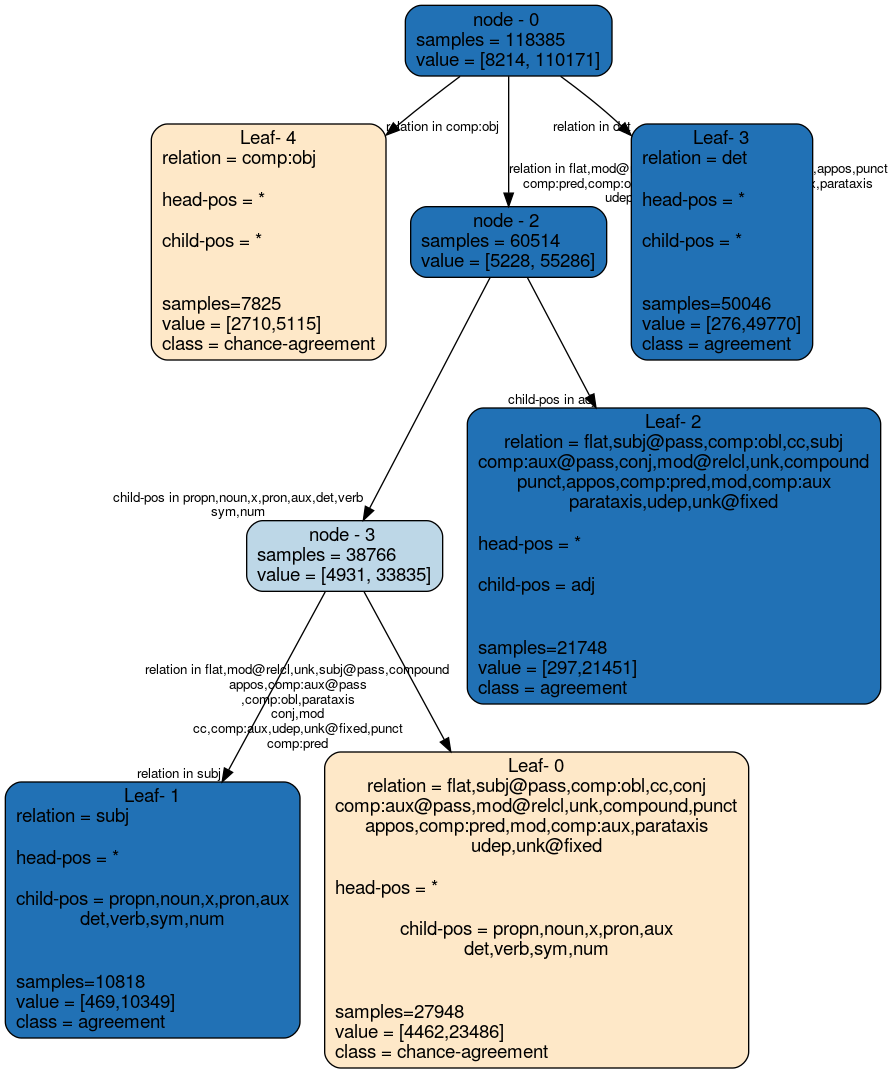 node - 0
samples = 118385
value = [8214, 110171]
relation in comp:obj
relation in det
relation in flat,mod@
,appos,punct
comp:pred,comp:o
x,parataxis
udep
Leaf- 4
relation = comp:obj
head-pos = *
child-pos = *
samples=7825
value = [2710,5115]
class = chance-agreement
node - 2
samples = 60514
value = [5228, 55286]
Leaf- 3
relation = det
head-pos = *
child-pos = *
samples=50046
value = [276,49770]
class = agreement
child-pos in adj
child-pos in propn,noun,x,pron,aux,det,verb
sym,num
Leaf- 2
relation = flat,subj@pass,comp:obl,cc,subj
comp:aux@pass,conj,mod@relcl,unk,compound
punct,appos,comp:pred,mod,comp:aux
parataxis,udep,unk@fixed
head-pos = *
child-pos = adj
samples=21748
value = [297,21451]
class = agreement
node - 3
samples = 38766
value = [4931, 33835]
relation in flat,mod@relcl,unk,subj@pass,compound
appos,comp:aux@pass
,comp:obl,parataxis
conj,mod
cc,comp:aux,udep,unk@fixed,punct
comp:pred
relation in subj
Leaf- 1
relation = subj
head-pos = *
child-pos = propn,noun,x,pron,aux
det,verb,sym,num
samples=10818
value = [469,10349]
class = agreement
Leaf- 0
relation = flat,subj@pass,comp:obl,cc,conj
comp:aux@pass,mod@relcl,unk,compound,punct
appos,comp:pred,mod,comp:aux,parataxis
udep,unk@fixed
head-pos = *
child-pos = propn,noun,x,pron,aux
det,verb,sym,num
samples=27948
value = [4462,23486]
class = chance-agreement